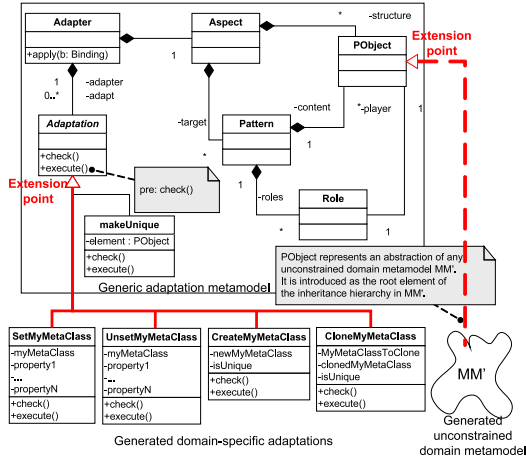 Adapter
+apply(b: Binding)
Aspect
1
*
-structure
PObject
Extension
point
1
0..*
-adapter
-adapt
Adaptation
+check()
+execute()
-target
*
Pattern
-content
1
*-player
1
1
-roles
*
Role
1
Extension
point
pre: check()
makeUnique
-element : PObject
+check()
+execute()
Generic adaptation metamodel
PObject represents an abstraction of any
unconstrained domain metamodel MM'.
It is introduced as the root element of
the inheritance hierarchy in MM'.
SetMyMetaClass
-myMetaClass
-property1
-...
-propertyN
+check()
+execute()
UnsetMyMetaClass
-myMetaClass
-property1
-...
-propertyN
+check()
+execute()
CreateMyMetaClass
-newMyMetaClass
-isUnique
+check()
+execute()
CloneMyMetaClass
-MyMetaClassToClone
-clonedMyMetaClass
-isUnique
+check()
+execute()
MM'
Generated
unconstrained
domain metamodel
Generated domain-specific adaptations